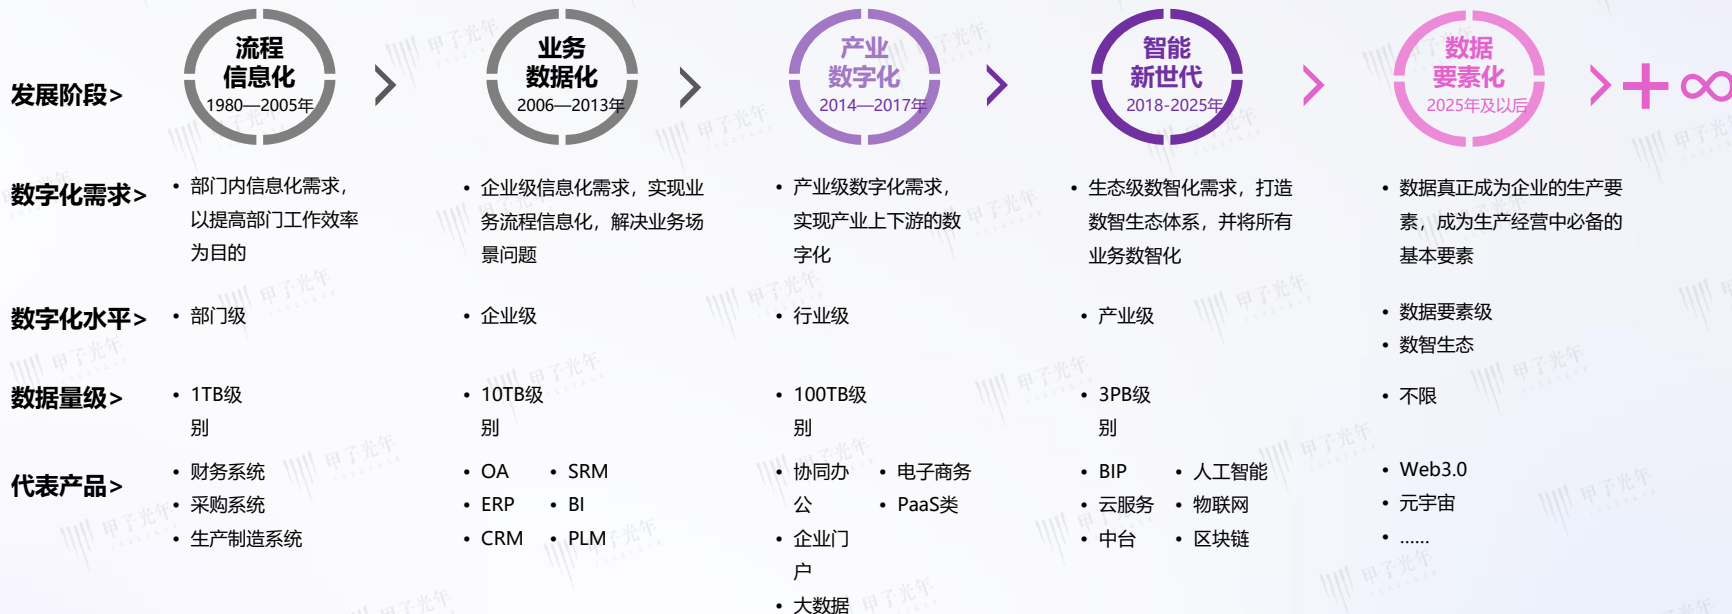 发展阶段>
流程
信息化
1980—2005年
业务
数据化
2006—2013年
产业
数字化
2014—2017年
智能
新世代
2018-2025年
数据
要素化
2025年及以后
+∞
数字化需求>
• 部门内信息化需求，
以提高部门工作效率
为目的
• 企业级信息化需求，实现业
务流程信息化，解决业务场
景问题
• 产业级数字化需求，
实现产业上下游的数
字化
• 生态级数智化需求，打造
数智生态体系，并将所有
业务数智化
• 数据真正成为企业的生产要
素，成为生产经营中必备的
基本要素
数字化水平>
• 部门级
• 企业级
• 行业级
• 产业级
• 数据要素级
• 数智生态
数据量级>
• 1TB级
别
• 10TB级
别
• 100TB级
别
• 3PB级
别
• 不限
代表产品>
• 财务系统
• 采购系统
• 生产制造系统
• OA
• ERP
• CRM
• SRM
• BI
• PLM
• 协同办
公
• 企业门
户
• 大数据
• 电子商务
• PaaS类
• BIP
• 云服务
• 中台
• 人工智能
• 物联网
• 区块链
• Web3.0
• 元宇宙
• ......
甲子光年